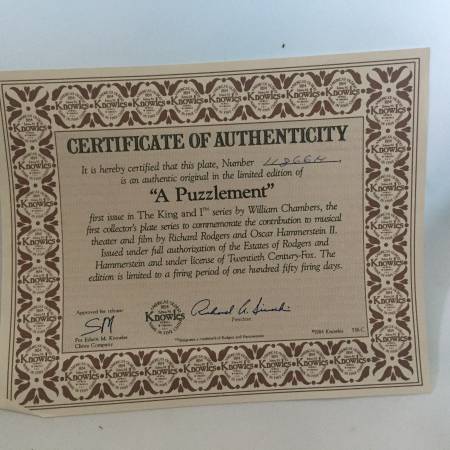 CERTIFICATE OF AUTHENTICITY
It is hereby certified that this plate, Number
is an authentic original in the limited edition of
"A Puzzlement"
first issue in The King and I™ series by William Chambers, the
first collector's plate series to commemorate the contribution to musical
theater and film by Richard Rodgers and Oscar Hammerstein II.
Issued under full authorization of the Estates of Rodgers and
Hammerstein and under license of Twentieth Century-Fox. The
edition is limited to a firing period of one hundred fifty firing days.
Approved for release:
SM
For Edwin M. Knowles
China Company
Knowles
President
©1984 Knowles